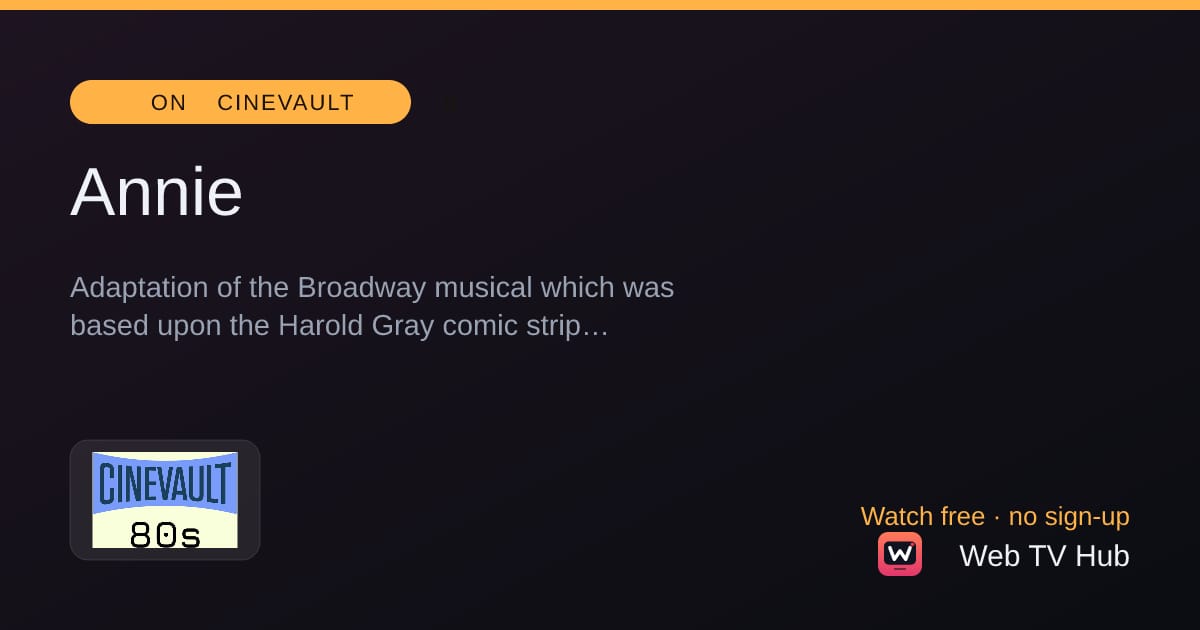 ON CINEVAULT
Annie
Adaptation of the Broadway musical which was
based upon the Harold Gray comic strip…
CINEVAULT
80s
Watch free · no sign-up
W
Web TV Hub